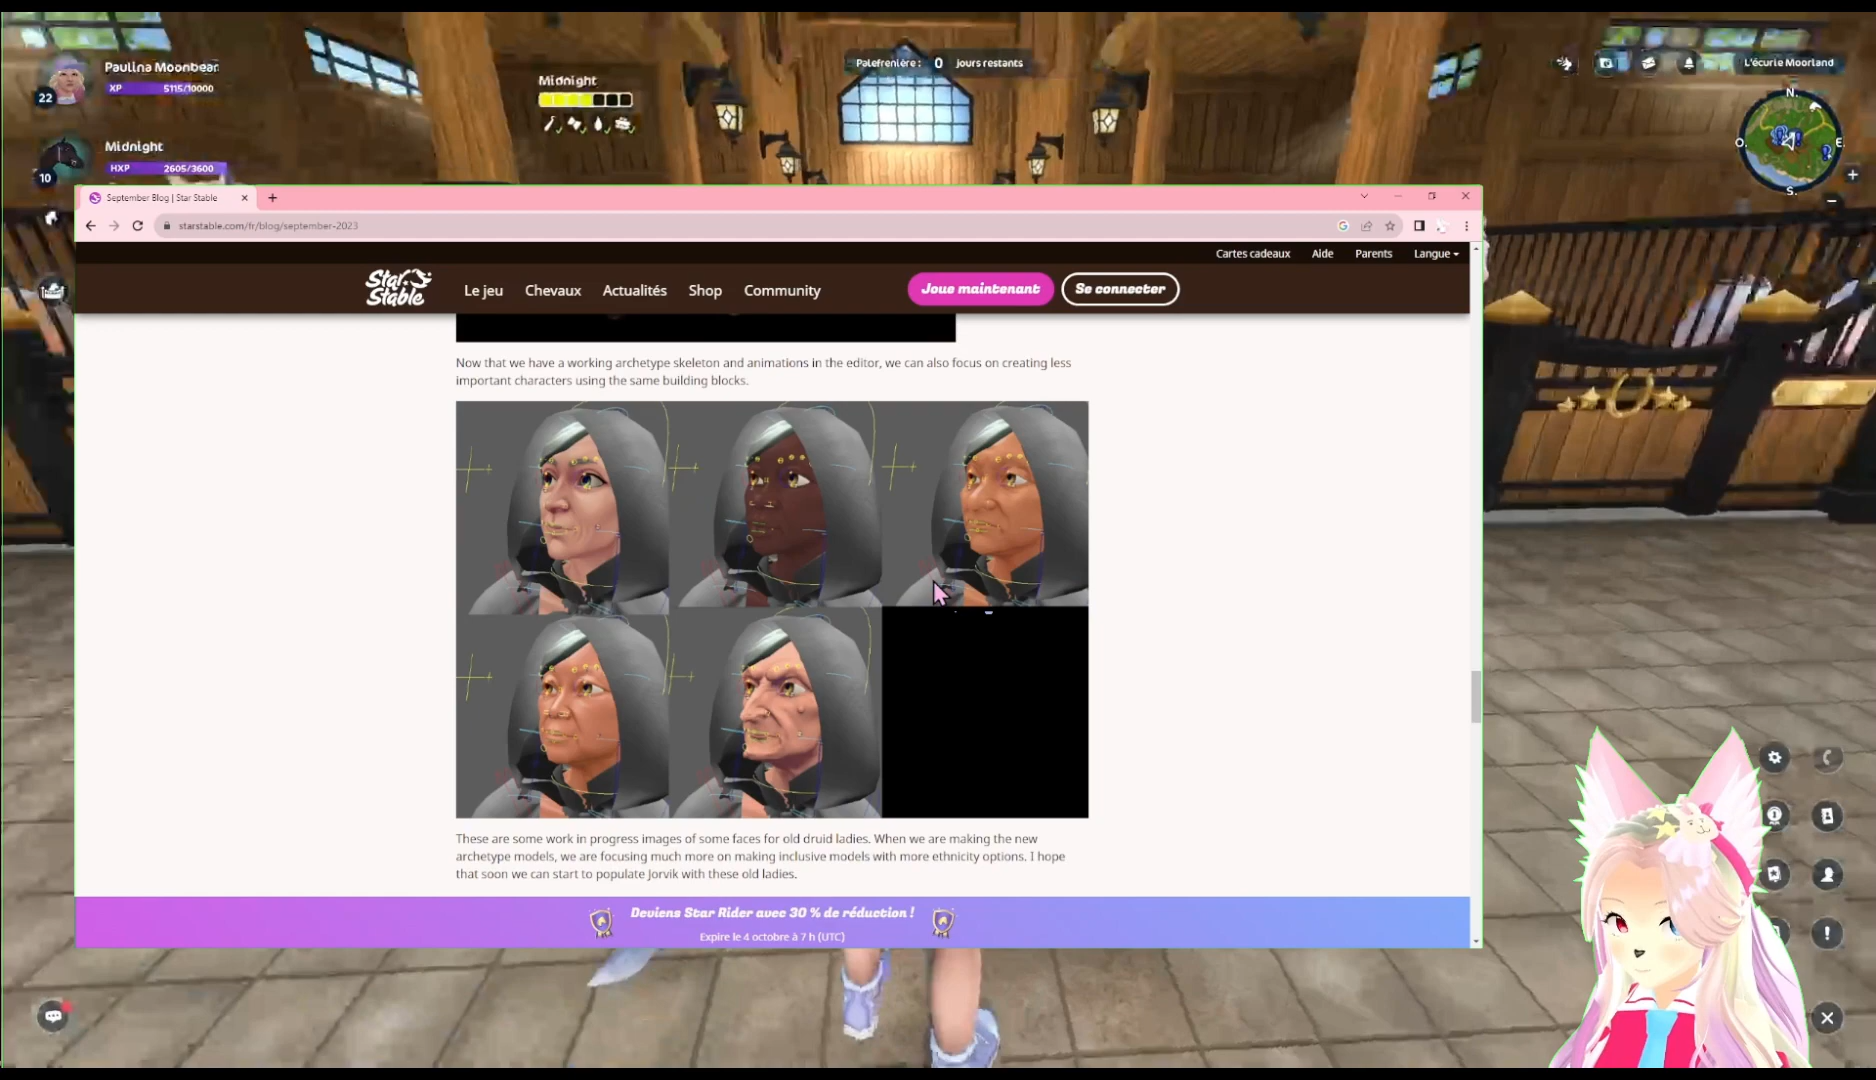 Paulina Moonbear
XP 5115/10000
22
Midnight
HXP 2605/3600
10
Midnight
Palefrenière : 0 jours restants
L'écurie Moorland
N.
O.
E.
S.
September Blog | Star Stable
starstable.com/fr/blog/september-2023
Cartes cadeaux Aide Parents Langue
Star Stable
Le jeu Chevaux Actualités Shop Community
Joue maintenant Se connecter
Now that we have a working archetype skeleton and animations in the editor, we can also focus on creating less
important characters using the same building blocks.
These are some work in progress images of some faces for old druid ladies. When we are making the new
archetype models, we are focusing much more on making inclusive models with more ethnicity options. I hope
that soon we can start to populate Jorvik with these old ladies.
Deviens Star Rider avec 30 % de réduction !
Expire le 4 octobre à 7 h (UTC)